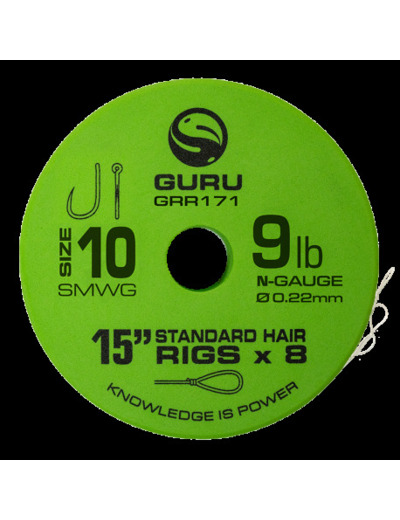 GURU
GRR171
SIZE 10
SMWG
9lb
N-GAUGE
Ø 0.22mm
15” STANDARD HAIR
RIGS x 8
KNOWLEDGE IS POWER